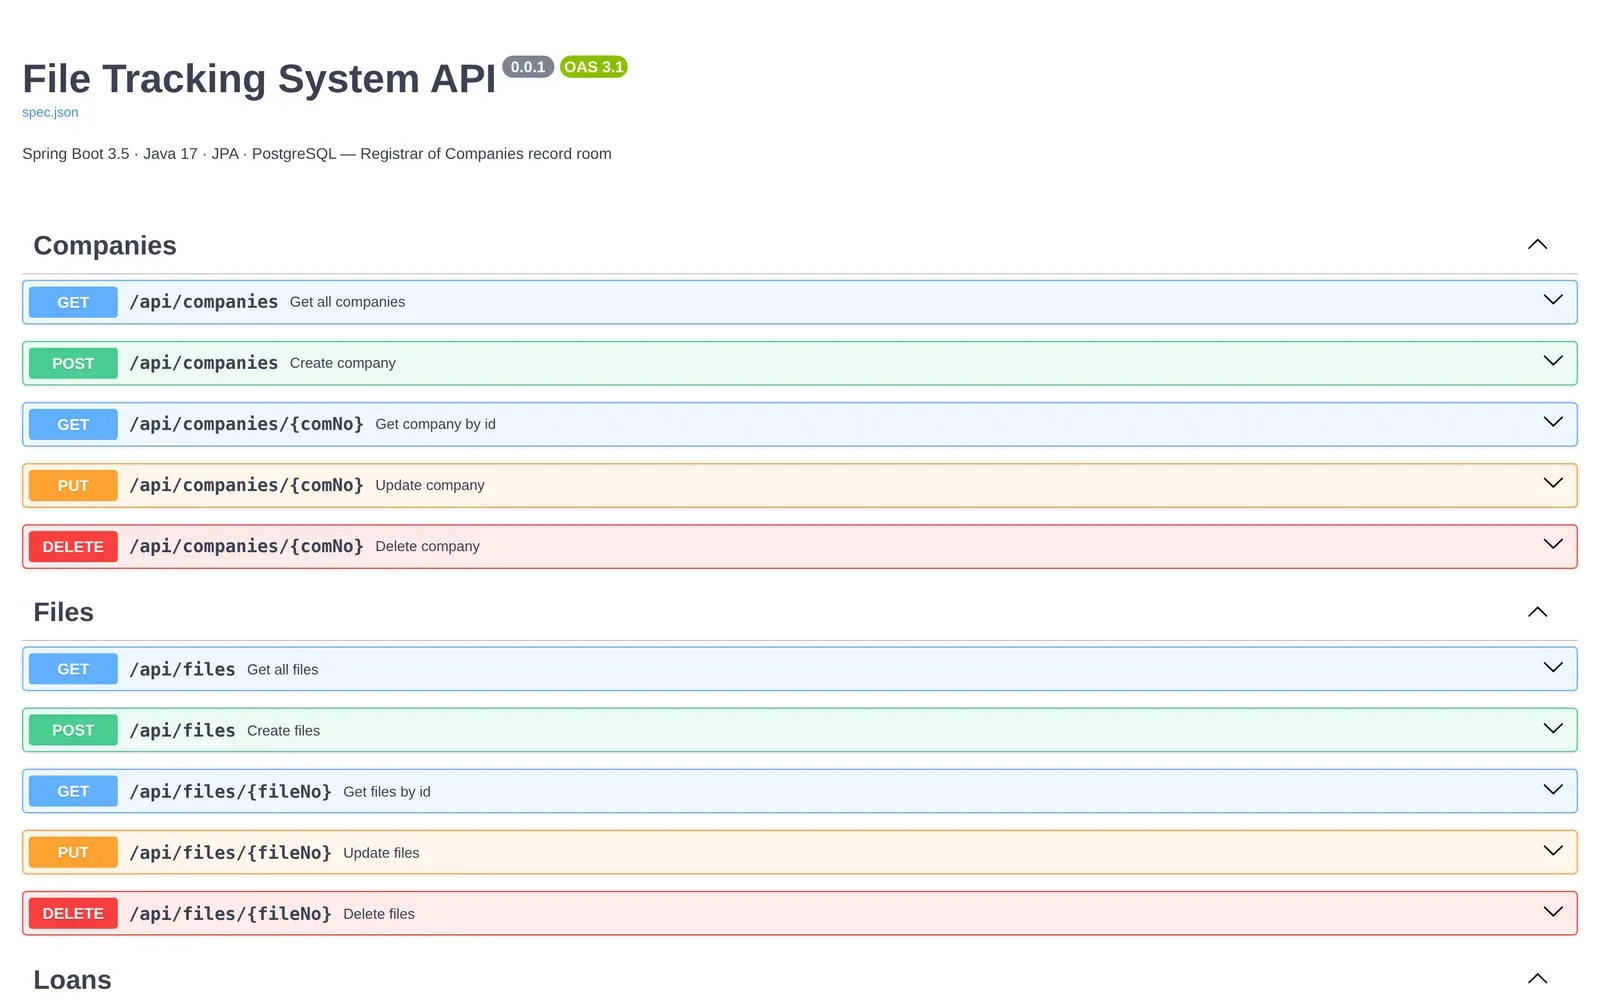 File Tracking System API 0.0.1 OAS 3.1
spec.json
Spring Boot 3.5 · Java 17 · JPA · PostgreSQL — Registrar of Companies record room
Companies
GET /api/companies Get all companies
POST /api/companies Create company
GET /api/companies/{comNo} Get company by id
PUT /api/companies/{comNo} Update company
DELETE /api/companies/{comNo} Delete company
Files
GET /api/files Get all files
POST /api/files Create files
GET /api/files/{fileNo} Get files by id
PUT /api/files/{fileNo} Update files
DELETE /api/files/{fileNo} Delete files
Loans